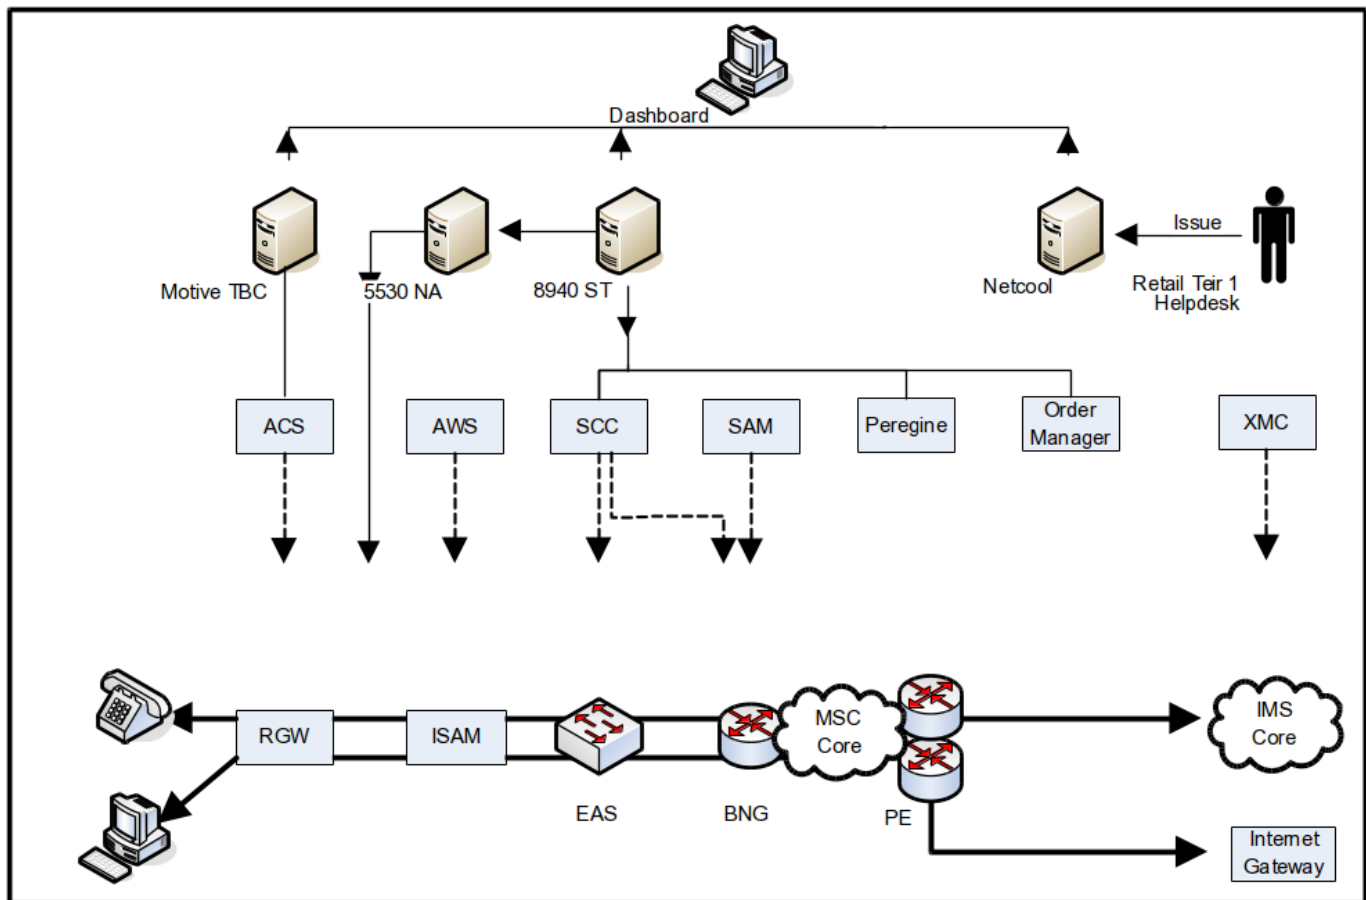 Dashboard
Issue
Motive TBC
5530 NA
8940 ST
Netcool
Retail Teir 1
Helpdesk
ACS
AWS
SCC
SAM
Peregine
Order
Manager
XMC
RGW
ISAM
MSC
Core
IMS
Core
EAS
BNG
PE
Internet
Gateway